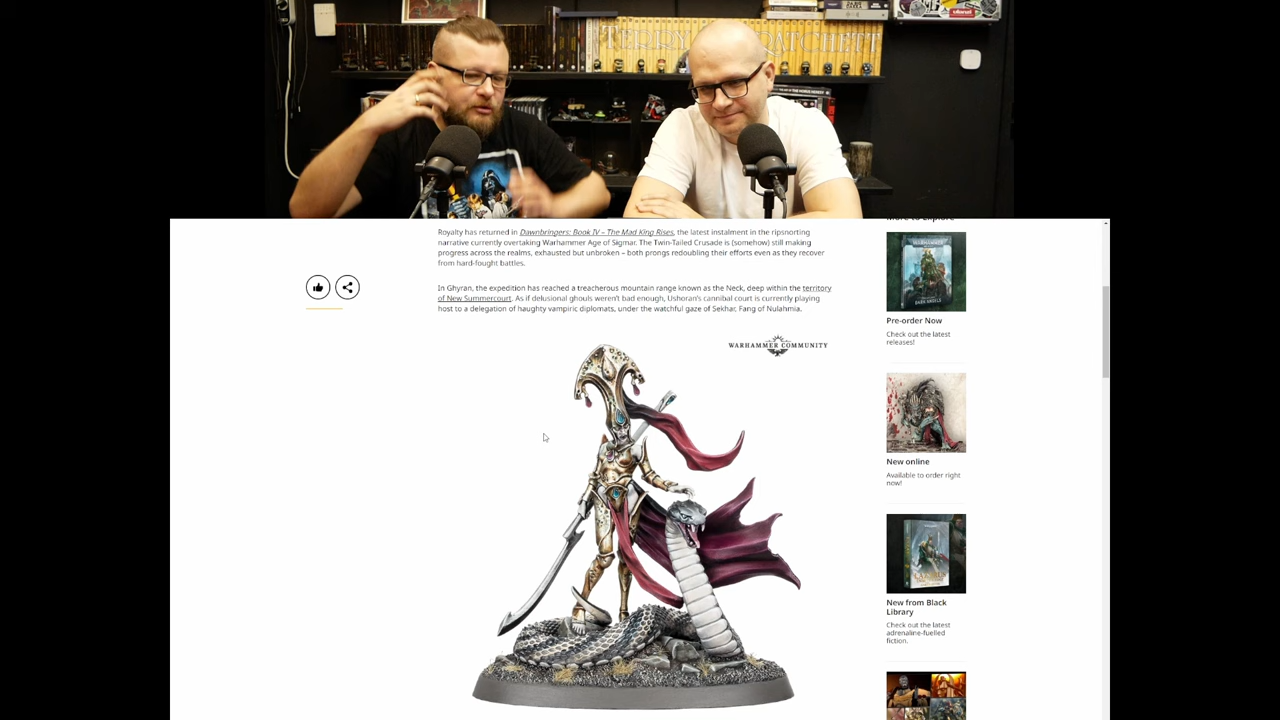 TERRY PRATCHETT
More to Explore
Royalty has returned in Dawnbringers: Book IV – The Mad King Rises, the latest instalment in the ripsnorting
narrative currently overtaking Warhammer Age of Sigmar. The Twin-Tailed Crusade is (somehow) still making
progress across the realms, exhausted but unbroken – both prongs redoubling their efforts even as they recover
from hard-fought battles.
In Ghyran, the expedition has reached a treacherous mountain range known as the Neck, deep within the territory
of New Summercourt. As if delusional ghouls weren't bad enough, Ushoran's cannibal court is currently playing
host to a delegation of haughty vampiric diplomats, under the watchful gaze of Sekhar, Fang of Nulahmia.
WARHAMMER COMMUNITY
Pre-order Now
Check out the latest
releases!
New online
Available to order right
now!
New from Black
Library
Check out the latest
adrenaline-fuelled
fiction.